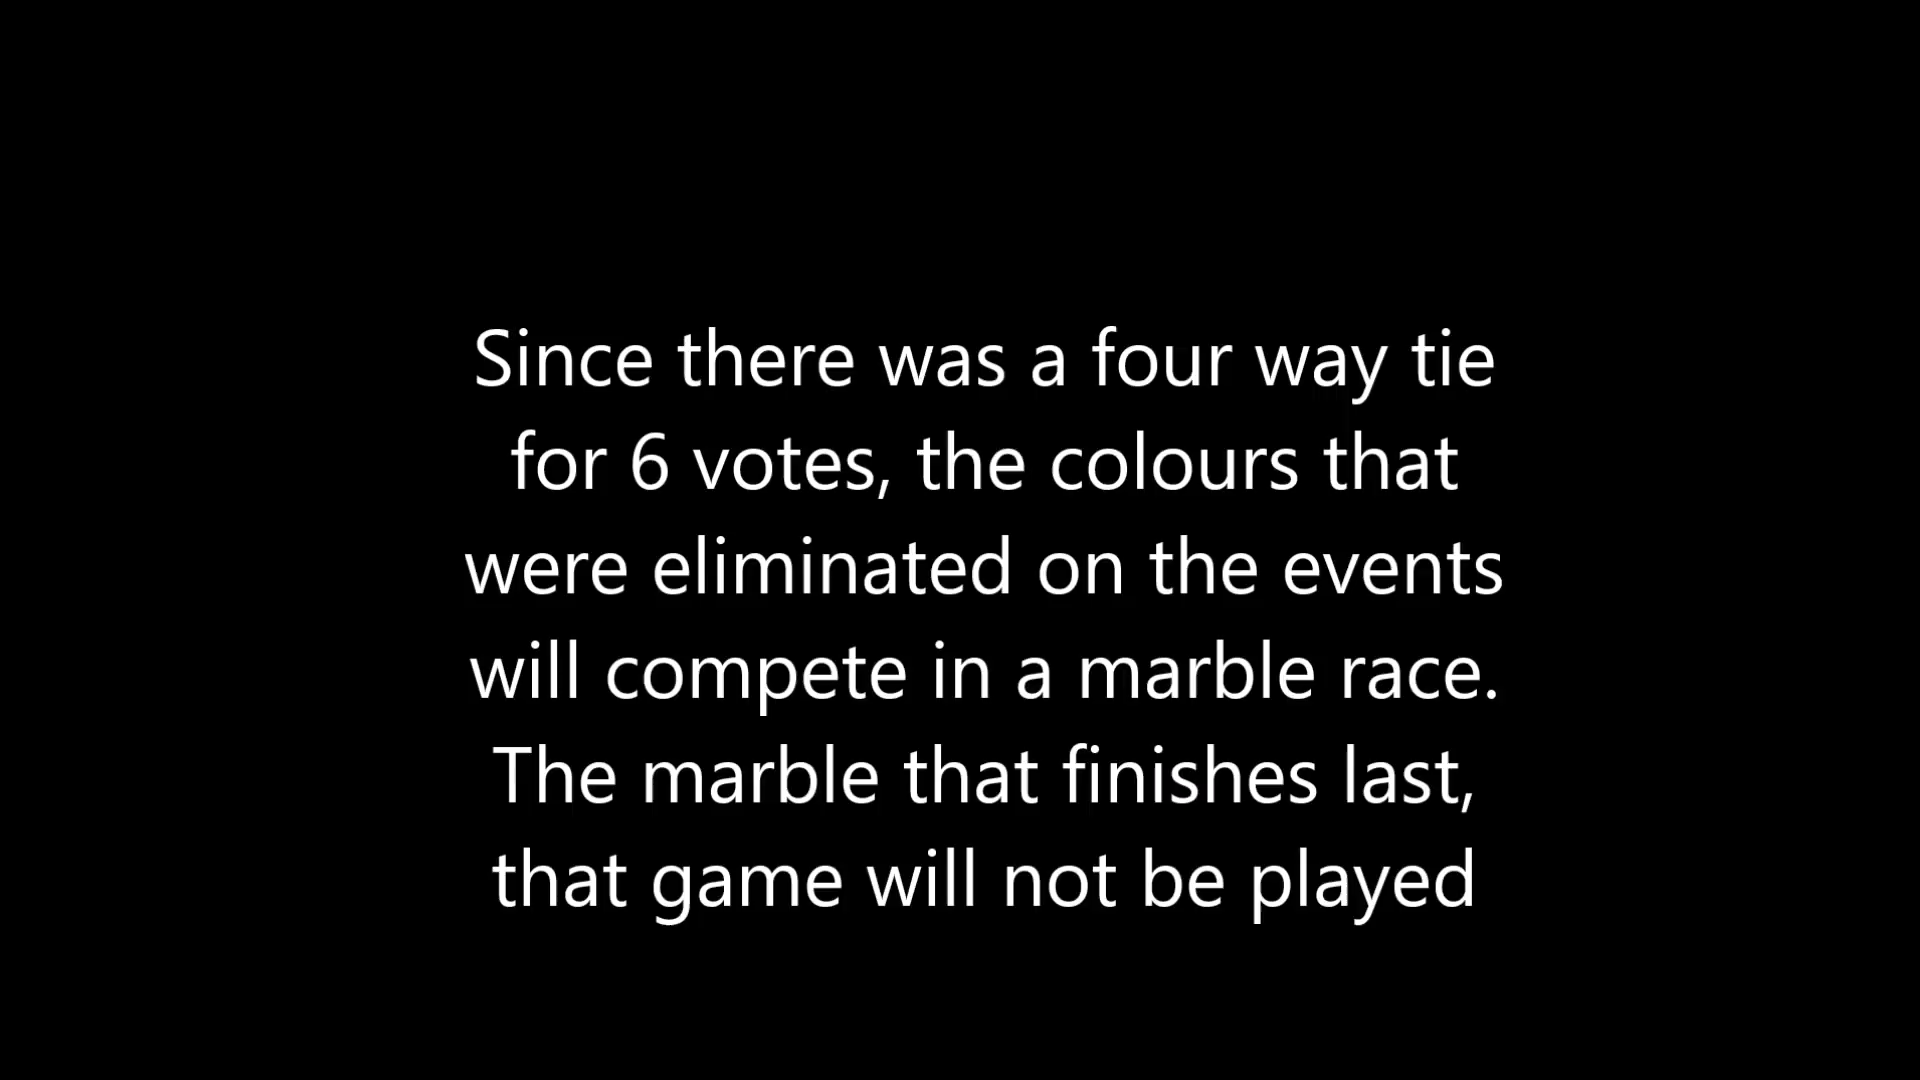 Since there was a four way tie
for 6 votes, the colours that
were eliminated on the events
will compete in a marble race.
The marble that finishes last,
that game will not be played